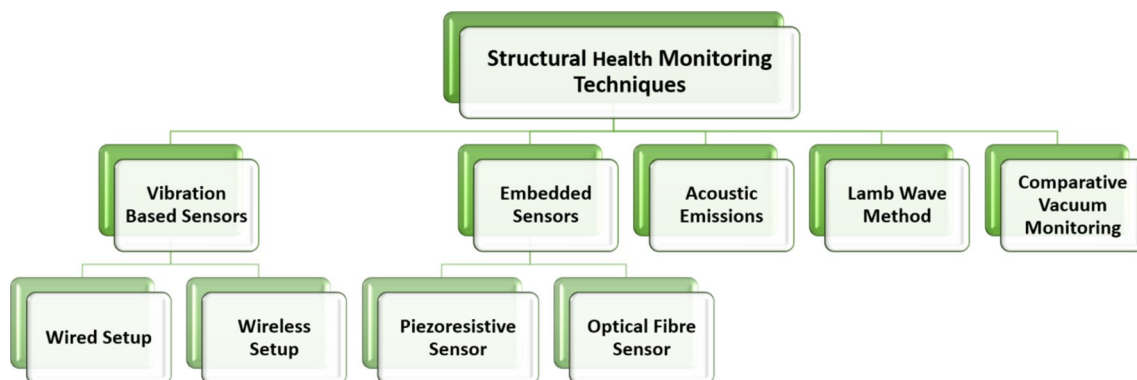 Structural Health Monitoring
Techniques
Vibration
Based Sensors
Embedded
Sensors
Acoustic
Emissions
Lamb Wave
Method
Comparative
Vacuum
Monitoring
Wired Setup
Wireless
Setup
Piezoresistive
Sensor
Optical Fibre
Sensor